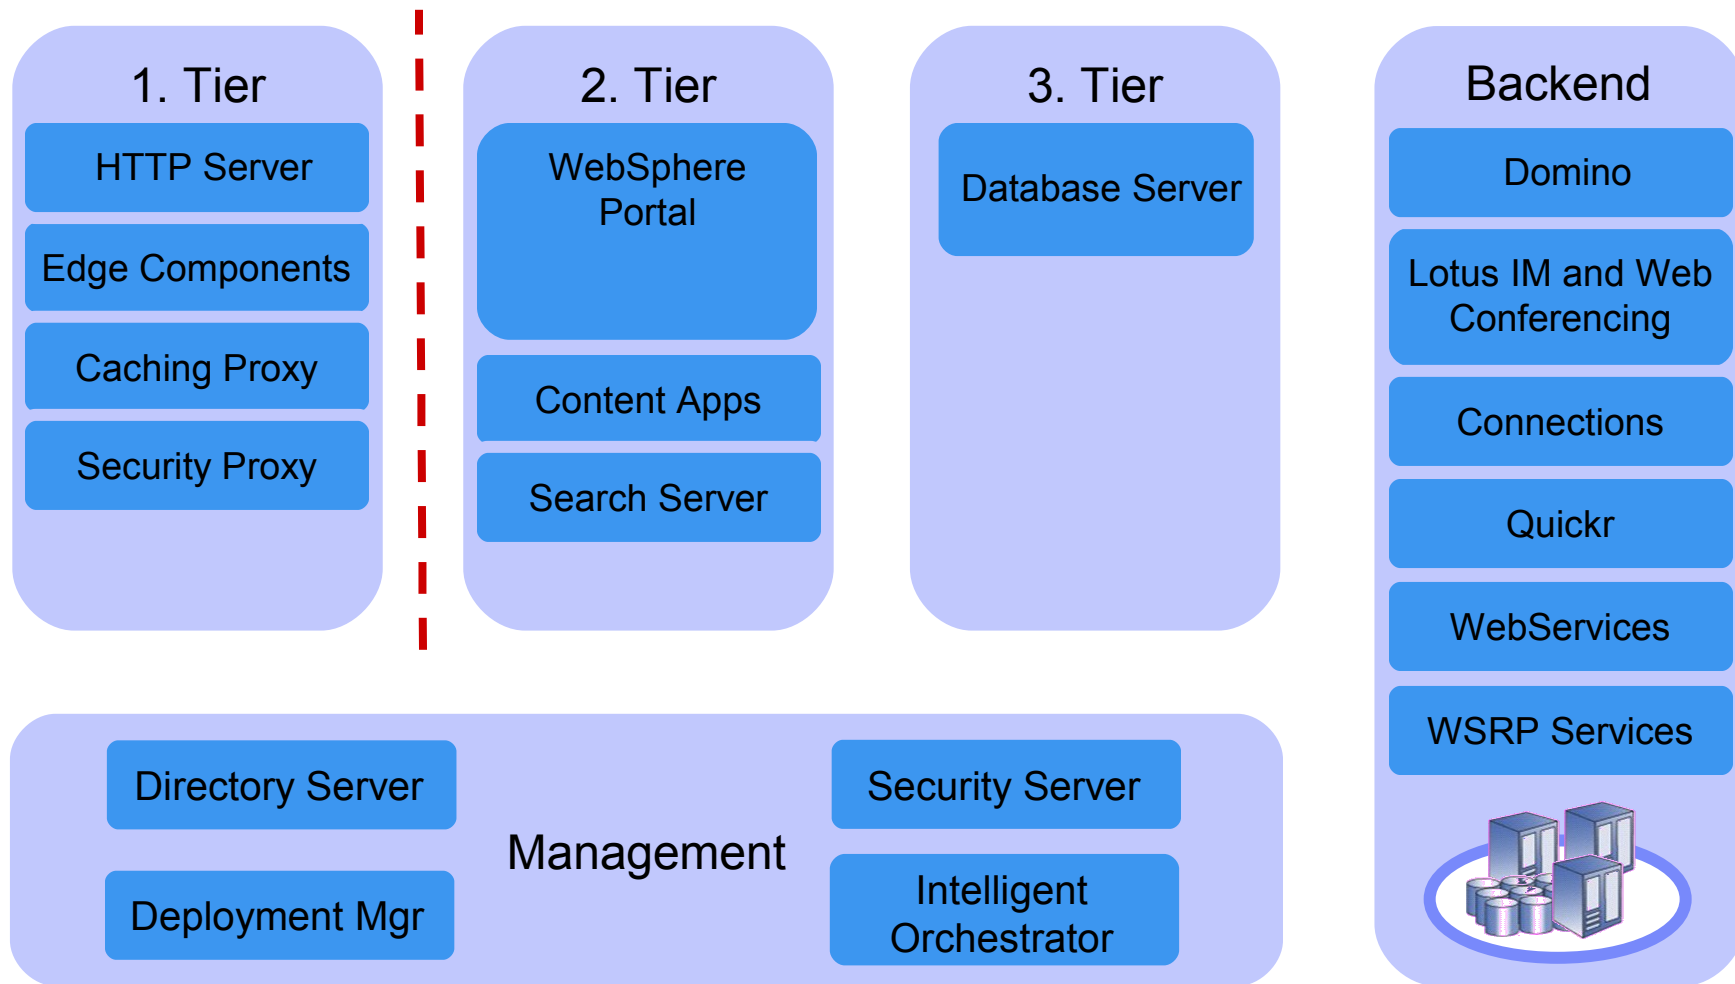 1. Tier
HTTP Server
Edge Components
Caching Proxy
Security Proxy
2. Tier
WebSphere
Portal
Content Apps
Search Server
3. Tier
Database Server
Backend
Domino
Lotus IM and Web
Conferencing
Connections
Quickr
WebServices
WSRP Services
Directory Server
Deployment Mgr
Management
Security Server
Intelligent
Orchestrator